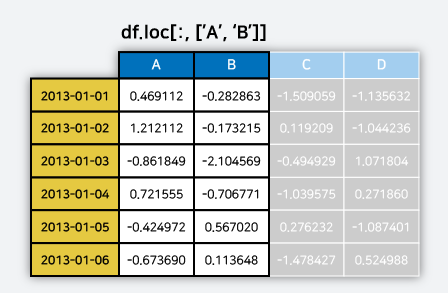 df.loc[:, ['A', 'B']]
A B C D
2013-01-01 0.469112 -0.282863 -1.509059 -1.135632
2013-01-02 1.212112 -0.173215 0.119209 -1.044236
2013-01-03 -0.861849 -2.104569 -0.494929 1.071804
2013-01-04 0.721555 -0.706771 -1.039575 0.271860
2013-01-05 -0.424972 0.567020 0.276232 -1.087401
2013-01-06 -0.673690 0.113648 -1.478427 0.524988